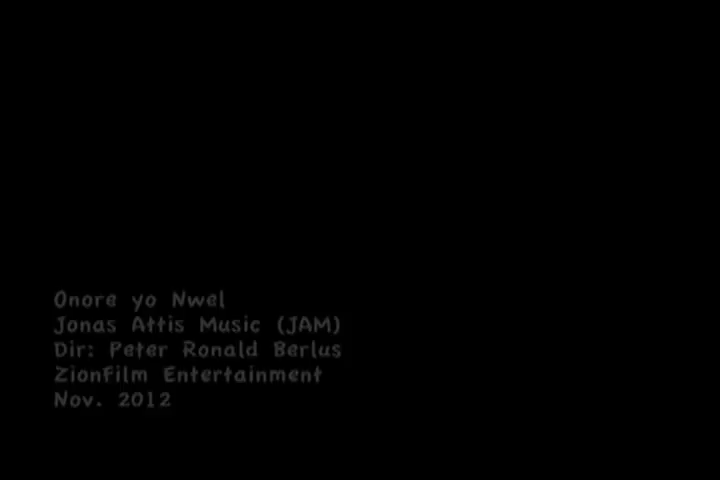 Onore yo Nwel
Jonas Attis Music (JAM)
Dir: Peter Ronald Berlus
ZionFilm Entertainment
Nov. 2012